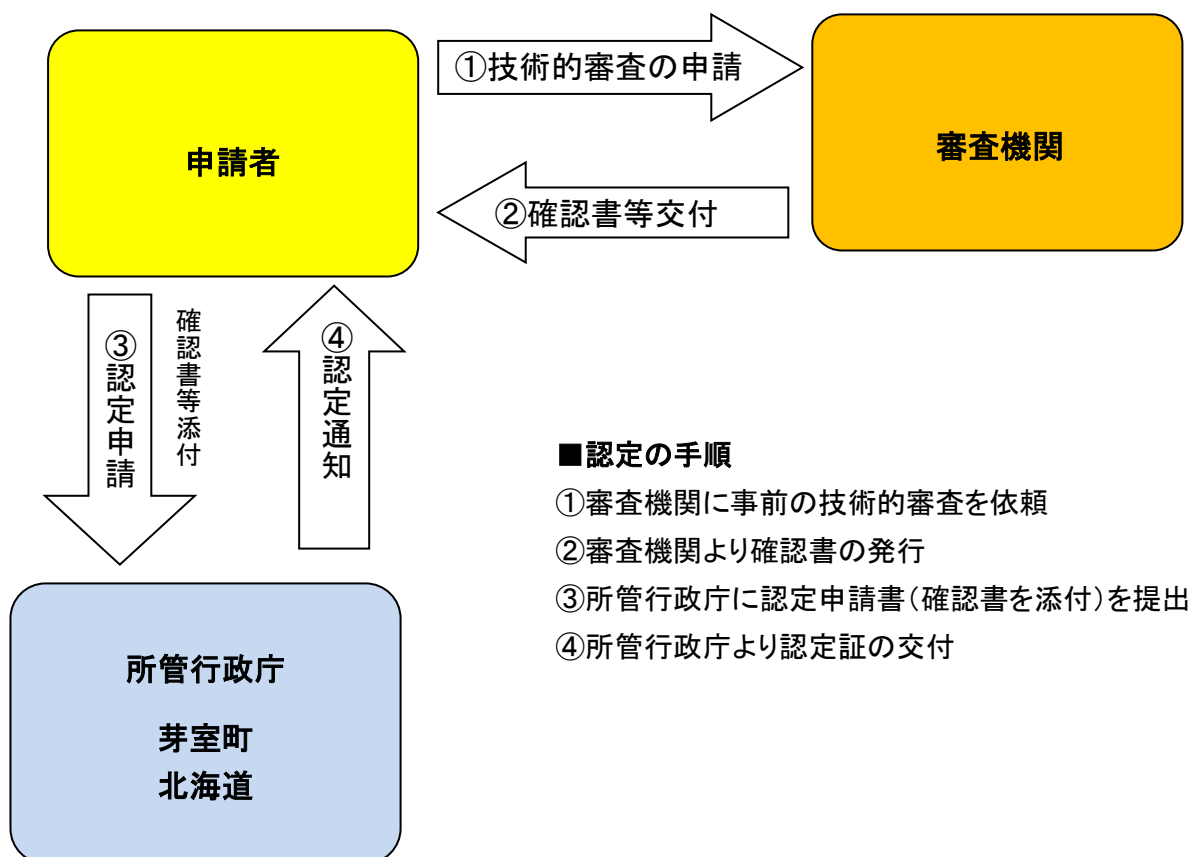 ①技術的審査の申請
申請者
審査機関
②確認書等交付
③認定申請
確認書等添付
④認定通知
■認定の手順
①審査機関に事前の技術的審査を依頼
②審査機関より確認書の発行
③所管行政庁に認定申請書(確認書を添付)を提出
④所管行政庁より認定証の交付
所管行政庁
芽室町
北海道